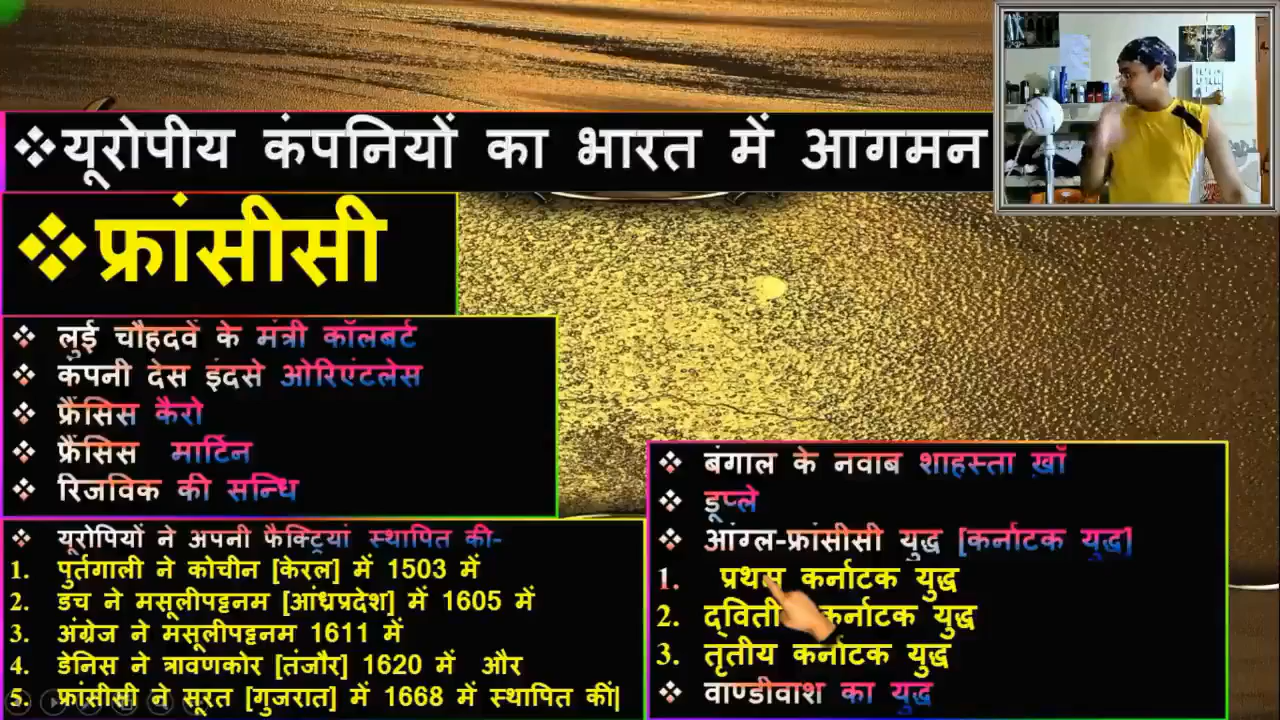 ❖यूरोपीय कंपनियों का भारत में आगमन
❖फ्रांसीसी
❖ लुई चौहदवें के मंत्री कॉलबर्ट
❖ कंपनी देस इंदसे ओरिएंटलेस
❖ फ्रैंसिस कैरो
❖ फ्रैंसिस मार्टिन
❖ रिजविक की सन्धि
❖ यूरोपियों ने अपनी फैक्ट्रियां स्थापित की-
1. पुर्तगाली ने कोचीन [केरल] में 1503 में
2. डच ने मसूलीपट्टनम [आंध्रप्रदेश] में 1605 में
3. अंग्रेज ने मसूलीपट्टनम 1611 में
4. डेनिस ने त्रावणकोर [तंजौर] 1620 में और
5. फ्रांसीसी ने सूरत [गुजरात] में 1668 में स्थापित कीं|
❖ बंगाल के नवाब शाहस्ता ख़ाँ
❖ डूप्ले
❖ आंग्ल-फ्रांसीसी युद्ध [कर्नाटक युद्ध]
1. प्रथम कर्नाटक युद्ध
2. कर्नाटक युद्ध
3. तृतीय कर्नाटक युद्ध
❖ वाण्डीवाश का युद्ध